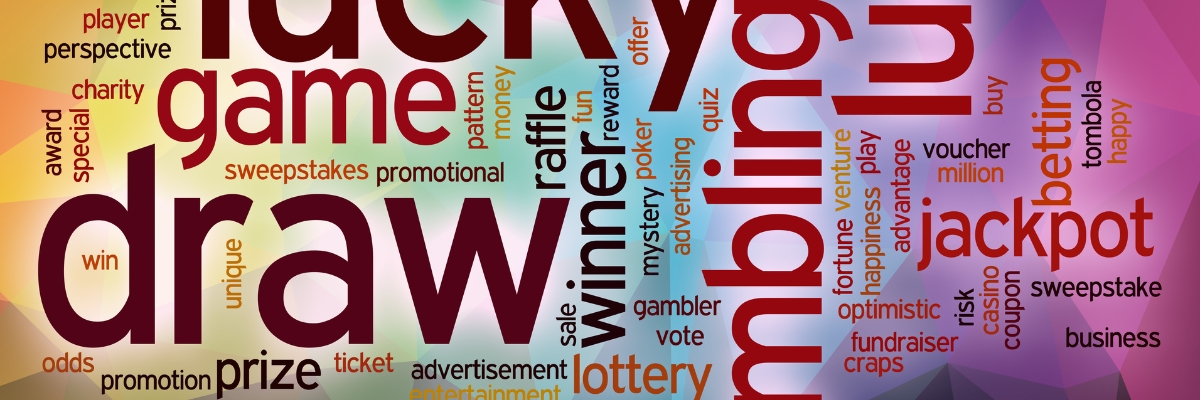 lucky
player
perspective
charity
game
pattern
money
offer
award
special
sweepstakes
promotional
raffle
fun
reward
poker
quiz
advertising
mystery
winner
draw
win
unique
sale
gambler
vote
odds
promotion
prize
ticket
advertisement
entertainment
lottery
mbling
lu
buy
betting
tombola
happy
venture
play
advantage
voucher
million
fortune
happiness
jackpot
optimistic
risk
casino
coupon
sweepstake
fundraiser
craps
business